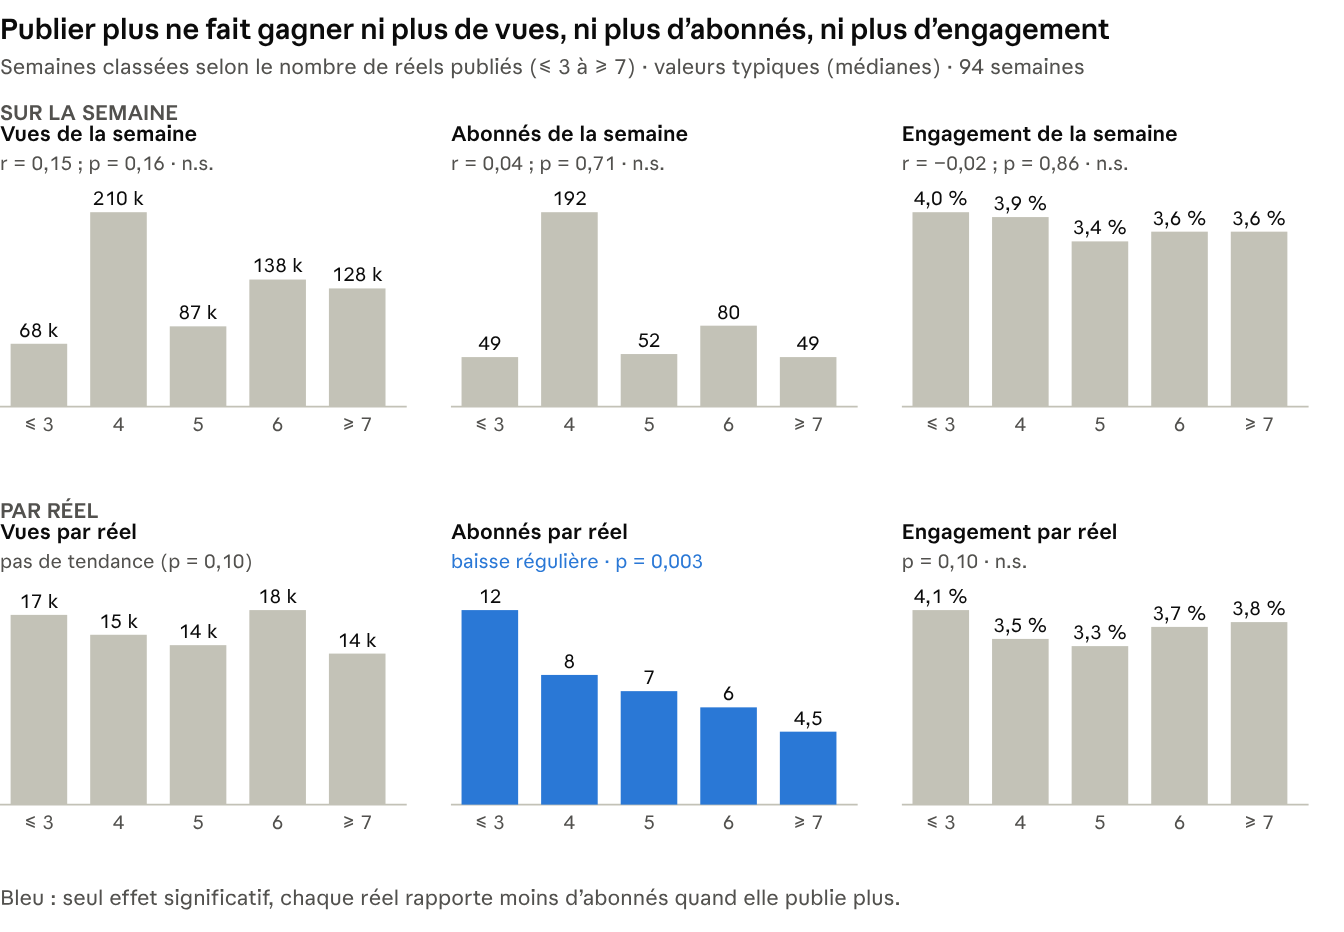 Publier plus ne fait gagner ni plus de vues, ni plus d’abonnés, ni plus d’engagement
Semaines classées selon le nombre de réels publiés (≤ 3 à ≥ 7) · valeurs typiques (médianes) · 94 semaines
SUR LA SEMAINE
Vues de la semaine
r = 0,15 ; p = 0,16 · n.s.
210 k
138 k
128 k
87 k
68 k
≤ 3 4 5 6 ≥ 7
Abonnés de la semaine
r = 0,04 ; p = 0,71 · n.s.
192
80
49 52 49
≤ 3 4 5 6 ≥ 7
Engagement de la semaine
r = −0,02 ; p = 0,86 · n.s.
4,0 % 3,9 % 3,4 % 3,6 % 3,6 %
≤ 3 4 5 6 ≥ 7
PAR RÉEL
Vues par réel
pas de tendance (p = 0,10)
17 k 15 k 14 k 18 k 14 k
≤ 3 4 5 6 ≥ 7
Abonnés par réel
baisse régulière · p = 0,003
12
8
7
6
4,5
≤ 3 4 5 6 ≥ 7
Engagement par réel
p = 0,10 · n.s.
4,1 % 3,5 % 3,3 % 3,7 % 3,8 %
≤ 3 4 5 6 ≥ 7
Bleu : seul effet significatif, chaque réel rapporte moins d’abonnés quand elle publie plus.